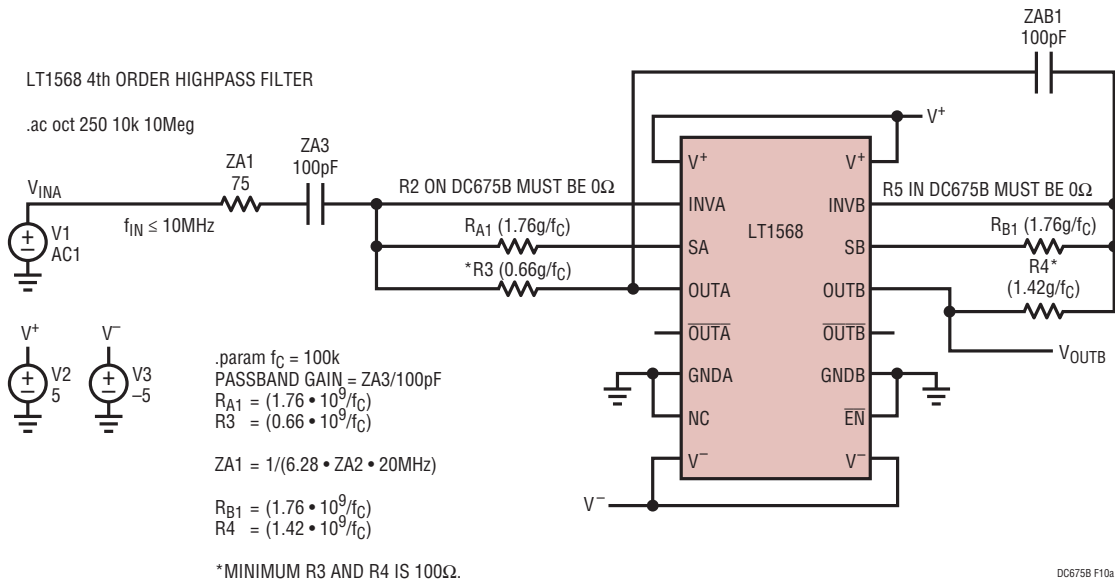 ZAB1
100pF
LT1568 4th ORDER HIGHPASS FILTER
.ac oct 250 10k 10Meg
ZA1
75
ZA3
100pF
VINA
fIN ≤ 10MHz
V1
AC1
R2 ON DC675B MUST BE 0Ω
RA1 (1.76g/fC)
*R3 (0.66g/fC)
V+
V+
V+
INVA
INVB
SA
LT1568
SB
OUTA
OUTB
OUTA
OUTB
GNDA
GNDB
NC
EN
V–
V–
V–
R5 IN DC675B MUST BE 0Ω
RB1 (1.76g/fC)
R4*
(1.42g/fC)
VOUTB
V+
V2
5
V–
V3
–5
.param fC = 100k
PASSBAND GAIN = ZA3/100pF
RA1 = (1.76 • 10^9/fC)
R3 = (0.66 • 10^9/fC)
ZA1 = 1/(6.28 • ZA2 • 20MHz)
RB1 = (1.76 • 10^9/fC)
R4 = (1.42 • 10^9/fC)
*MINIMUM R3 AND R4 IS 100Ω.
DC675B F10a